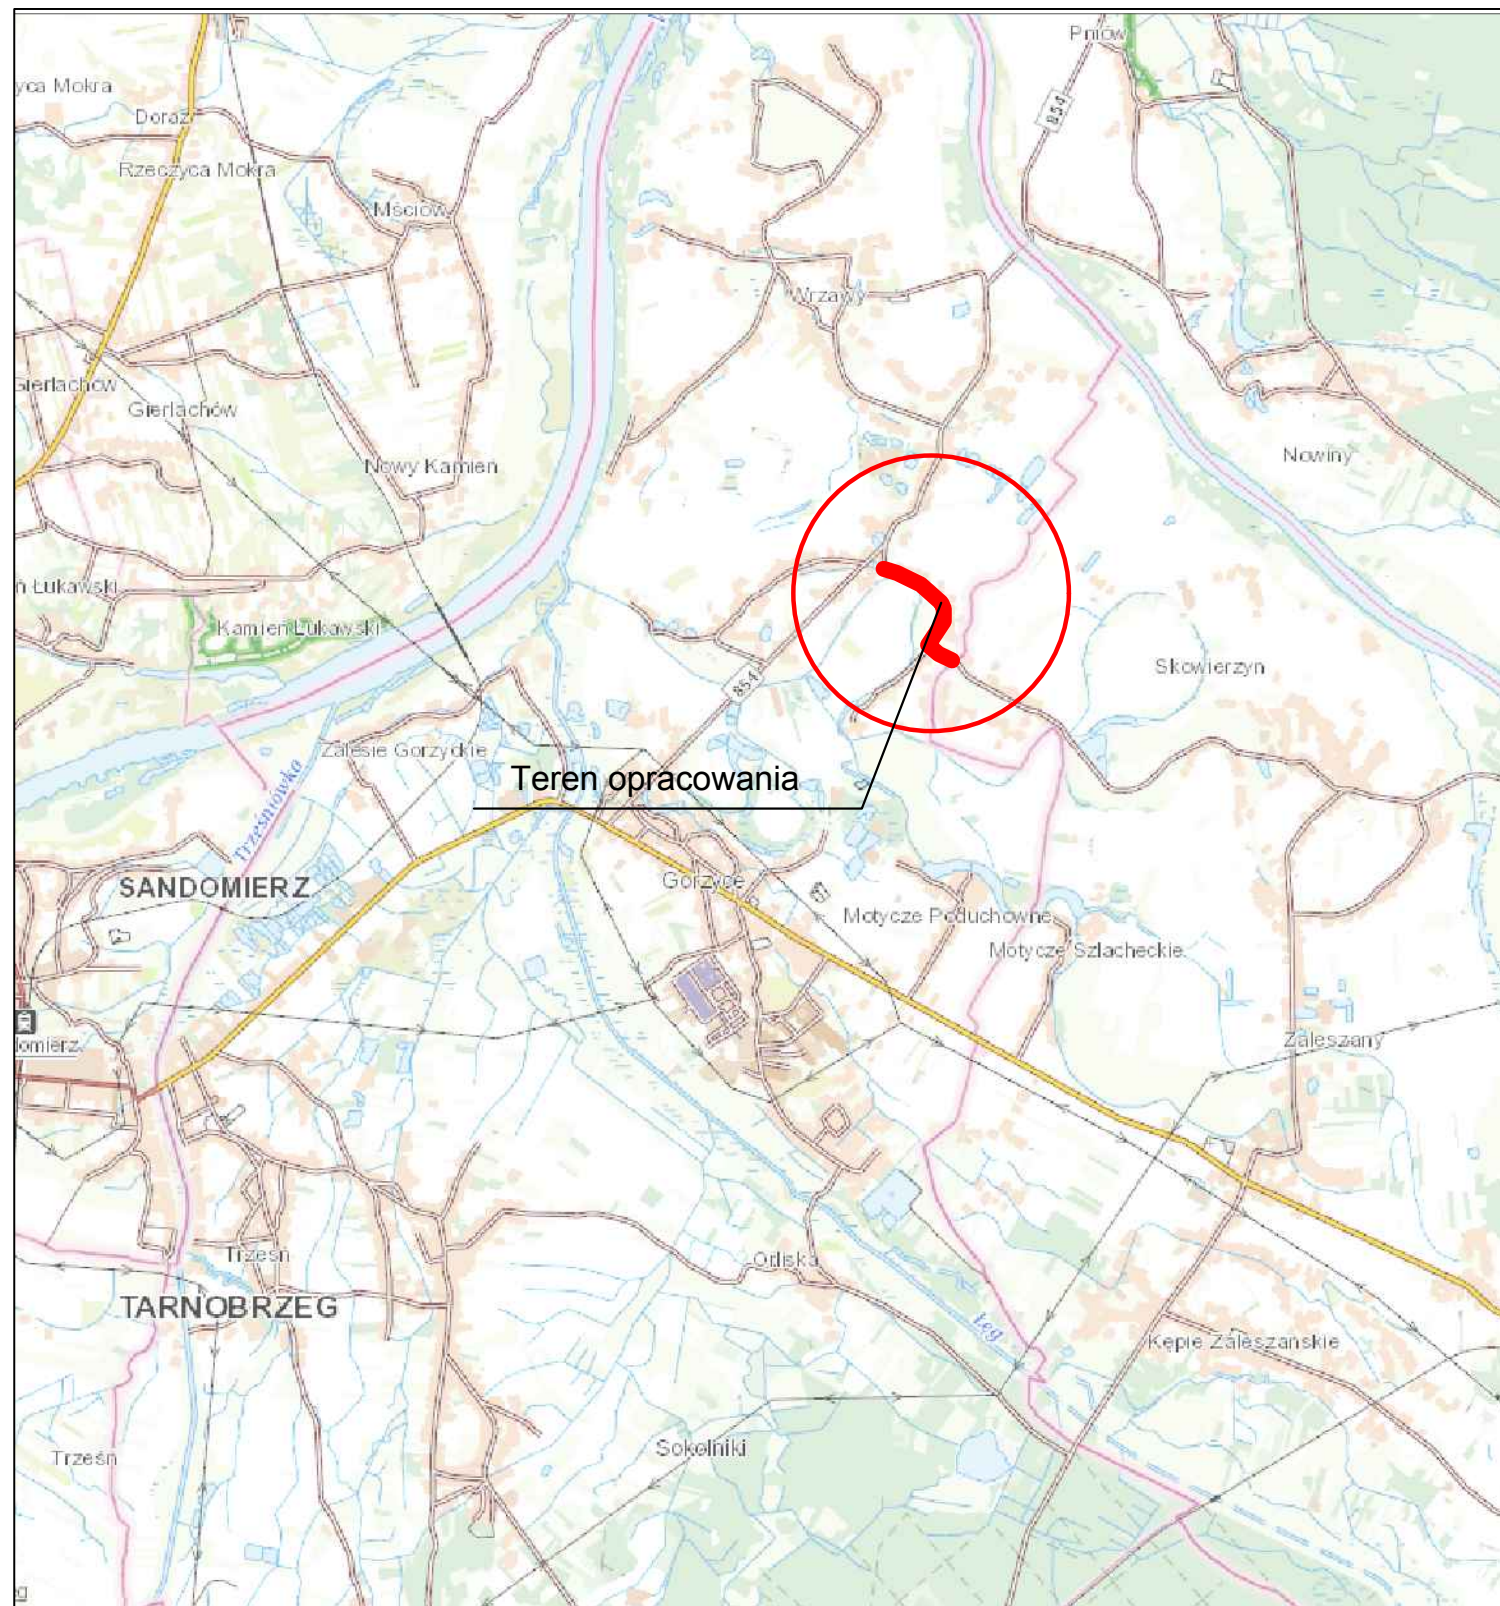 Pniów
yca Mokra
854
Doraz
Rzeczyca Mokra
Mściów
Wrzawy
Gierlachów
Gierlachów
Nowiny
Nowy Kamień
n Łukawski
Kamień Łukawski
Skowierzyn
854
Zalesie Gorzyckie
Teren opracowania
Trześniówka
SANDOMIERZ
Gorzyce
Motycze Poduchowne
Motycze Szlacheckie
domierz
Zaleszany
Trześń
Orliska
TARNOBRZEG
Łęg
Kępie Zaleszańskie
Sokolniki
Trześń